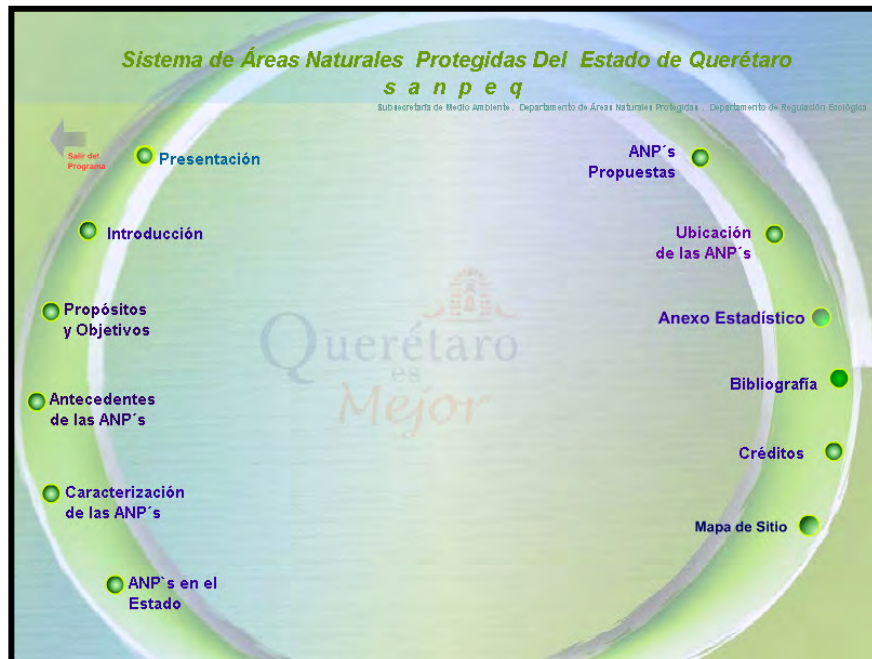 Sistema de Áreas Naturales Protegidas Del Estado de Querétaro
s a n p e q
Subsecretaría de Medio Ambiente . Departamento de Áreas Naturales Protegidas . Departamento de Regulación Ecológica
Salir del
Programa
Presentación
Introducción
Propósitos
y Objetivos
Antecedentes
de las ANP´s
Caracterización
de las ANP´s
ANP`s en el
Estado
ANP´s
Propuestas
Ubicación
de las ANP´s
Anexo Estadístico
Bibliografía
Créditos
Mapa de Sitio
Querétaro
es
Mejor